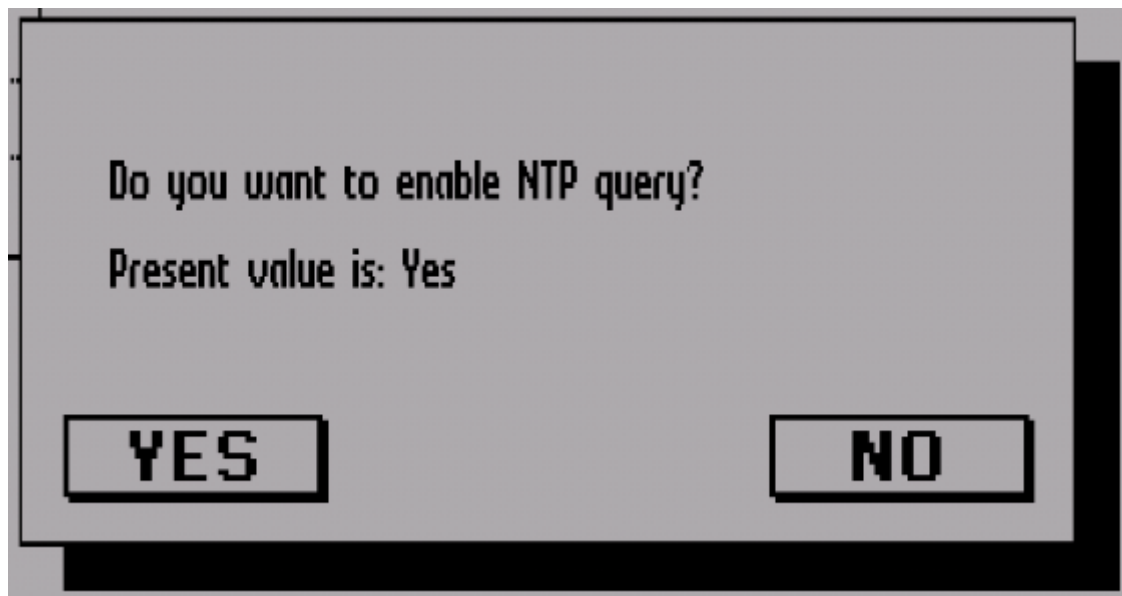 Do you want to enable NTP query?
Present value is: Yes
YES NO